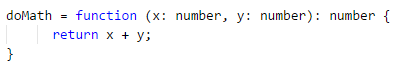 doMath = function (x: number, y: number): number {
    return x + y;
}